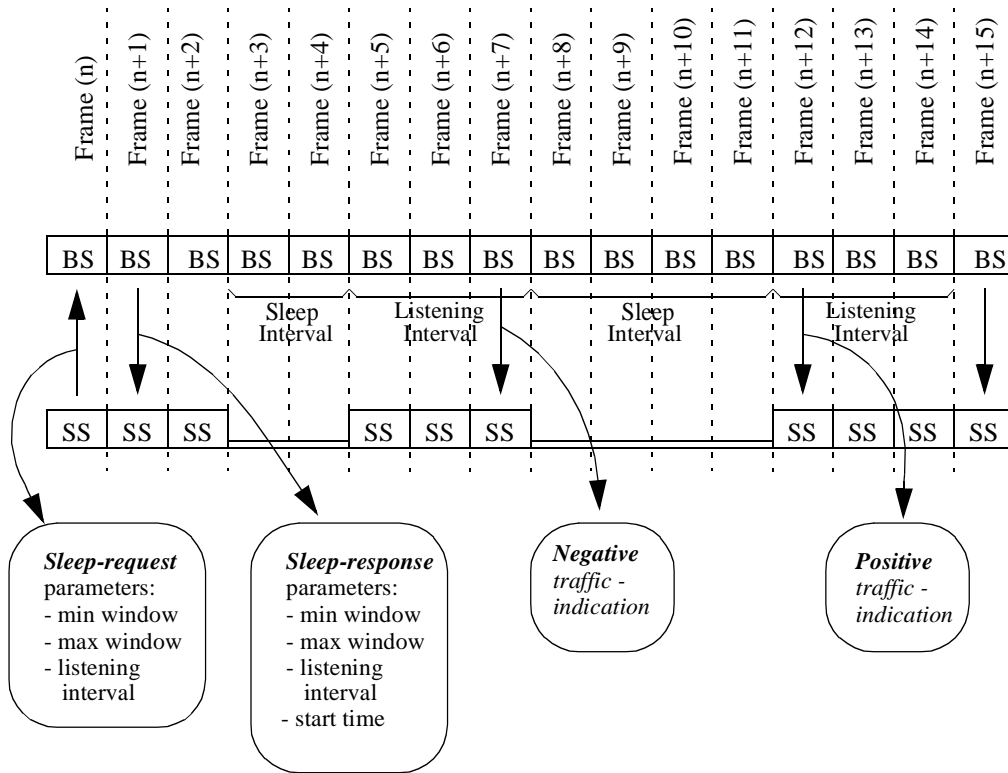 Frame (n)
Frame (n+1)
Frame (n+2)
Frame (n+3)
Frame (n+4)
Frame (n+5)
Frame (n+6)
Frame (n+7)
Frame (n+8)
Frame (n+9)
Frame (n+10)
Frame (n+11)
Frame (n+12)
Frame (n+13)
Frame (n+14)
Frame (n+15)
BS BS BS BS BS BS BS BS BS BS BS BS BS BS BS BS
Sleep
Interval
Listening
Interval
Sleep
Interval
Listening
Interval
SS SS SS SS SS SS SS SS SS SS
Sleep-request
parameters:
- min window
- max window
- listening
interval
Sleep-response
parameters:
- min window
- max window
- listening
interval
- start time
Negative
traffic -
indication
Positive
traffic -
indication